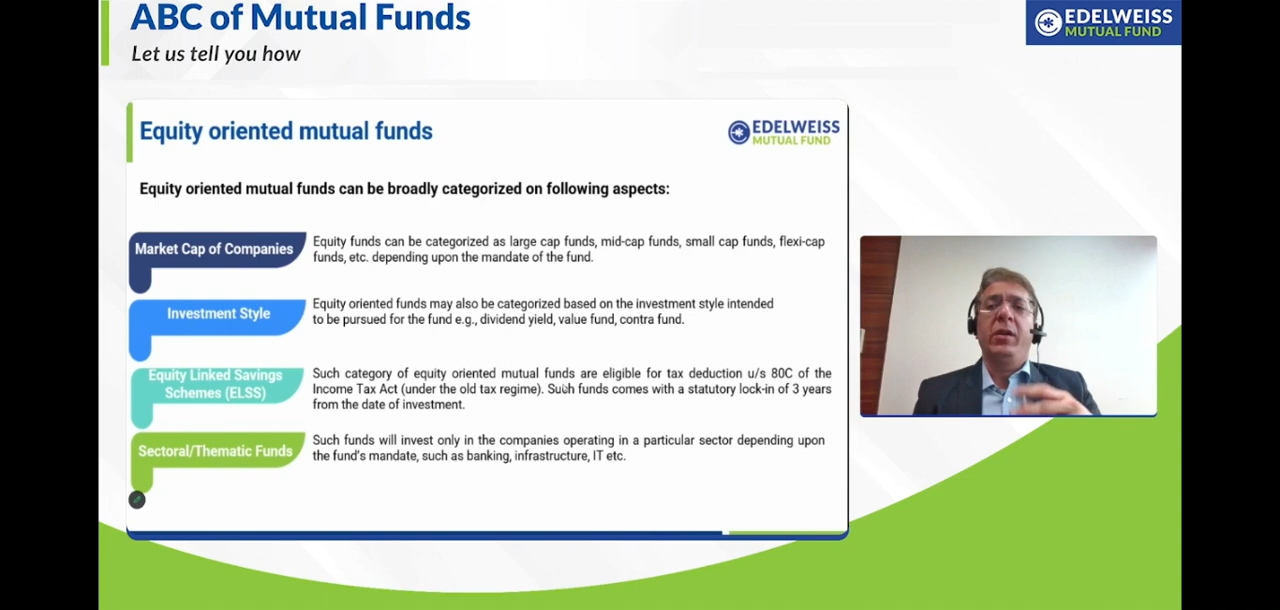 ABC of Mutual Funds
Let us tell you how
EDELWEISS
MUTUAL FUND
Equity oriented mutual funds
EDELWEISS
MUTUAL FUND
Equity oriented mutual funds can be broadly categorized on following aspects:
Market Cap of Companies
Equity funds can be categorized as large cap funds, mid-cap funds, small cap funds, flexi-cap
funds, etc. depending upon the mandate of the fund.
Investment Style
Equity oriented funds may also be categorized based on the investment style intended
to be pursued for the fund e.g., dividend yield, value fund, contra fund.
Equity Linked Savings
Schemes (ELSS)
Such category of equity oriented mutual funds are eligible for tax deduction u/s 80C of the
Income Tax Act (under the old tax regime). Such funds comes with a statutory lock-in of 3 years
from the date of investment.
Sectoral/Thematic Funds
Such funds will invest only in the companies operating in a particular sector depending upon
the fund's mandate, such as banking, infrastructure, IT etc.